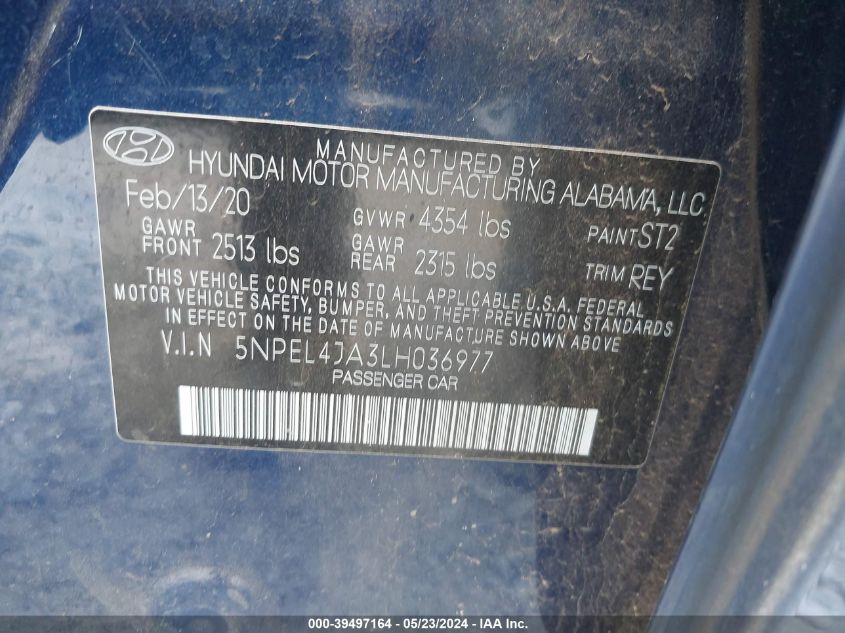 MANUFACTURED BY
HYUNDAI MOTOR MANUFACTURING ALABAMA, LLC
Feb/13/20 GVWR 4354 lbs PAINT ST2
GAWR FRONT 2513 lbs GAWR REAR 2315 lbs TRIM REY
THIS VEHICLE CONFORMS TO ALL APPLICABLE U.S.A. FEDERAL
MOTOR VEHICLE SAFETY, BUMPER, AND THEFT PREVENTION STANDARDS
IN EFFECT ON THE DATE OF MANUFACTURE SHOWN ABOVE.
V.I.N 5NPEL4JA3LH036977
PASSENGER CAR
000-39497164 - 05/23/2024 - IAA Inc.